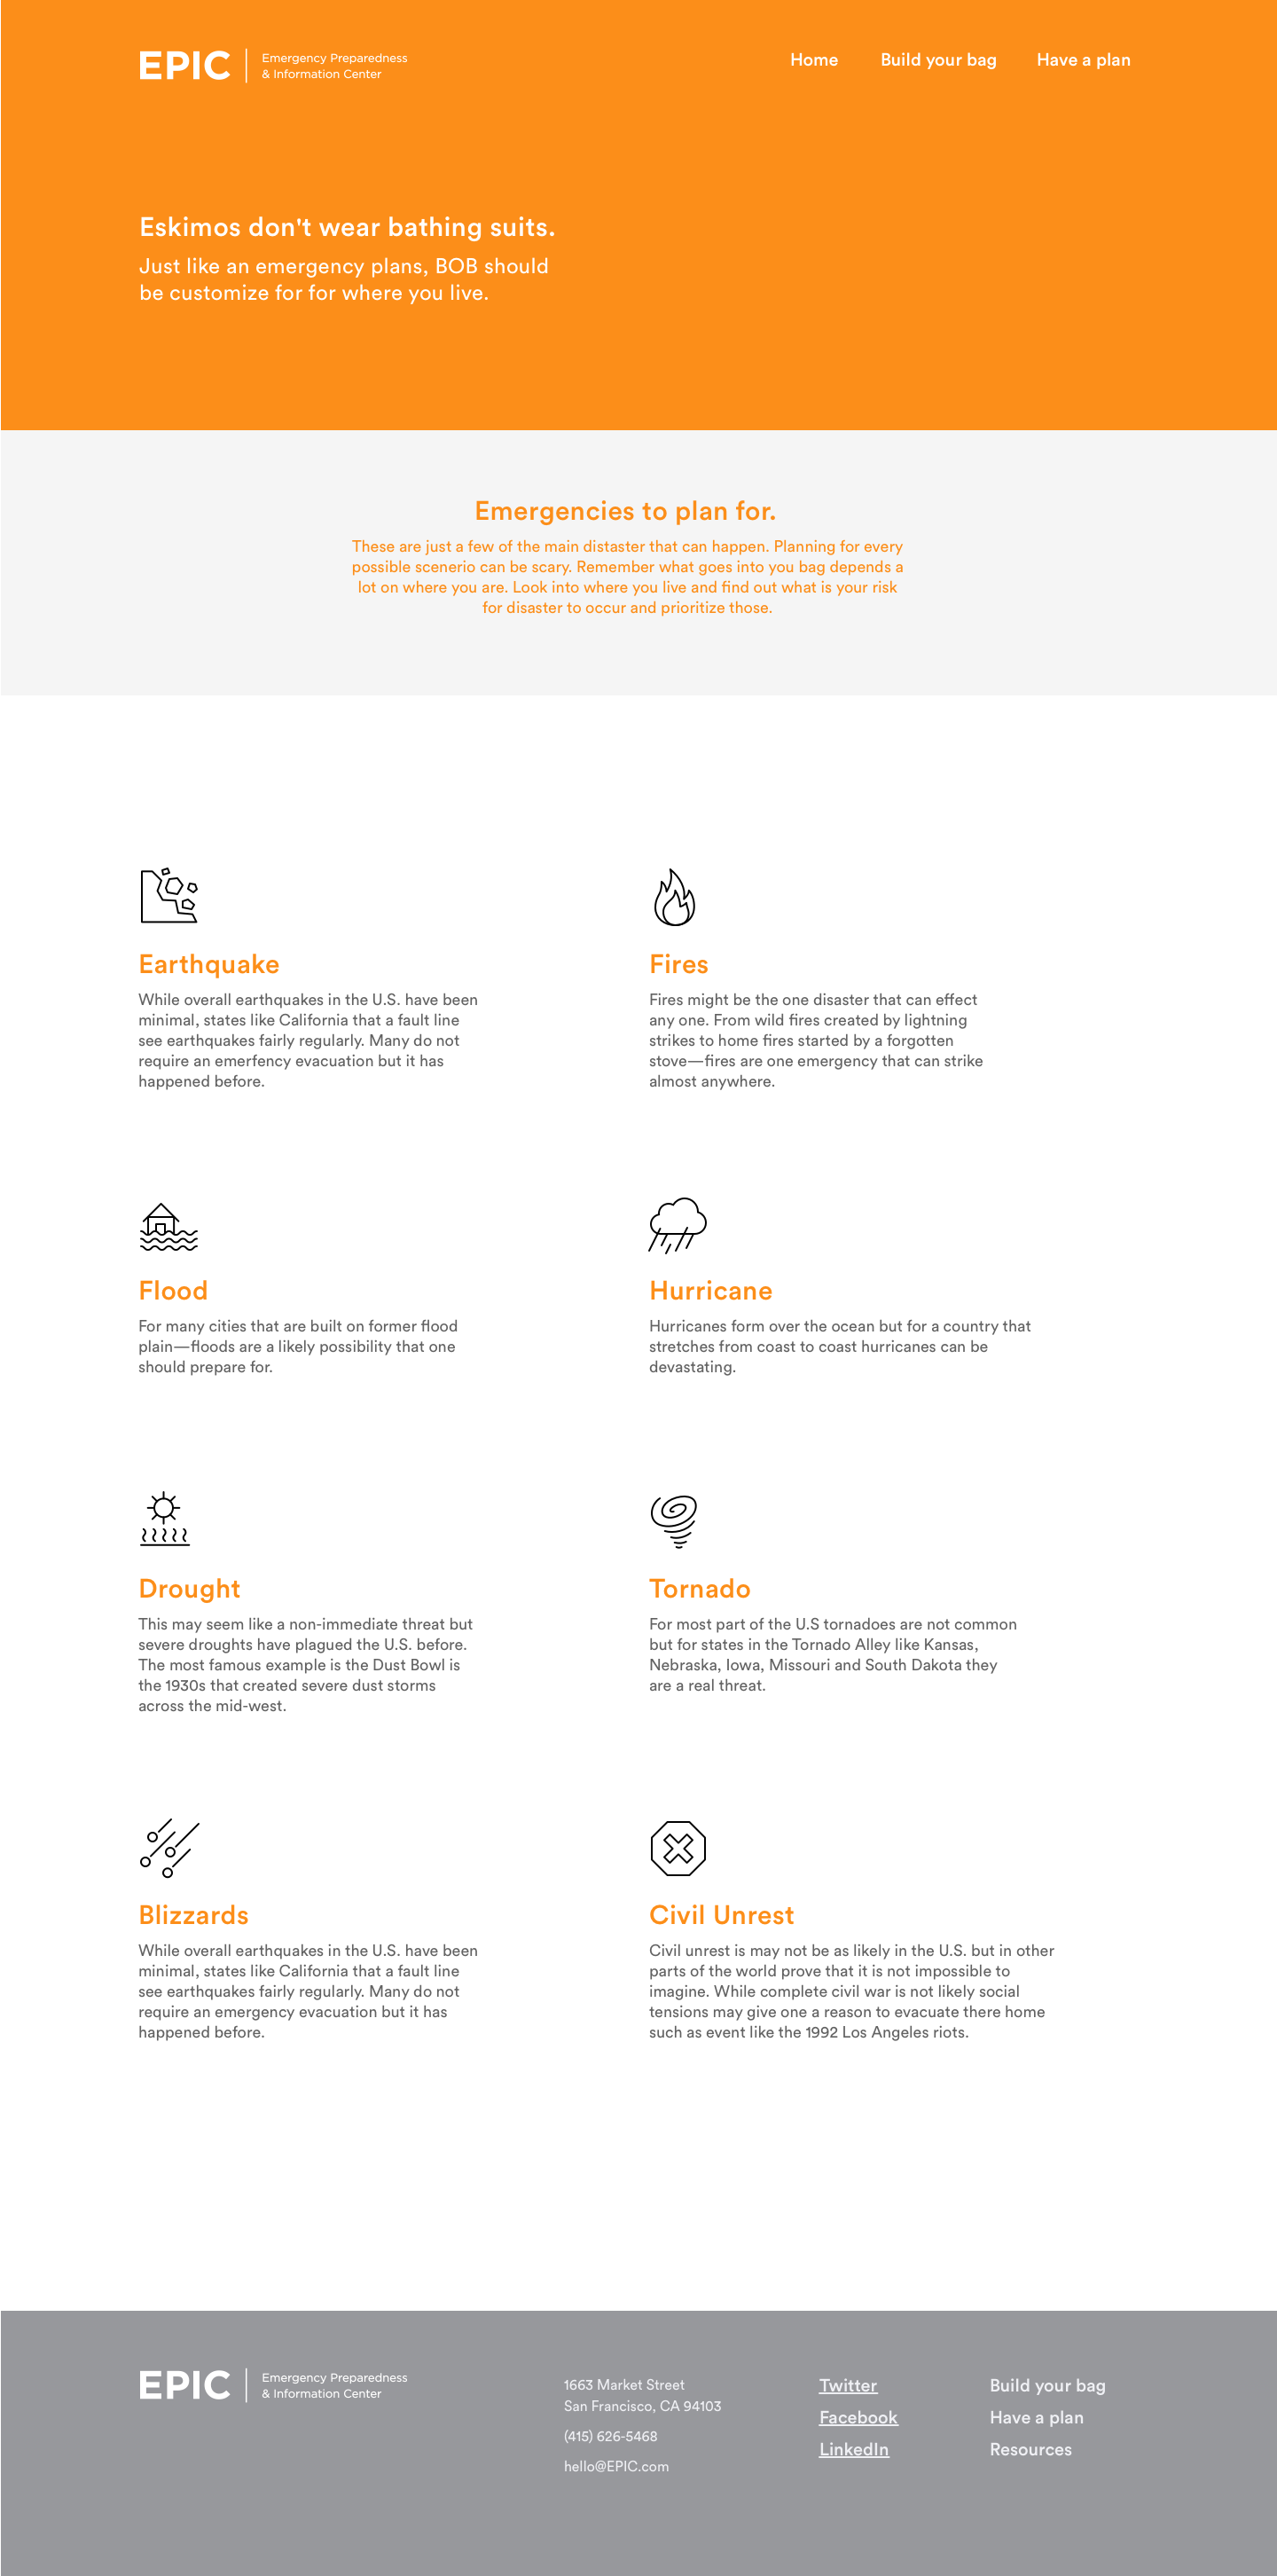 EPIC
Emergency Preparedness
& Information Center
Home
Build your bag
Have a plan
Eskimos don't wear bathing suits.
Just like an emergency plans, BOB should
be customize for for where you live.
Emergencies to plan for.
These are just a few of the main distaster that can happen. Planning for every
possible scenerio can be scary. Remember what goes into you bag depends a
lot on where you are. Look into where you live and find out what is your risk
for disaster to occur and prioritize those.
Earthquake
While overall earthquakes in the U.S. have been
minimal, states like California that a fault line
see earthquakes fairly regularly. Many do not
require an emerfency evacuation but it has
happened before.
Fires
Fires might be the one disaster that can effect
any one. From wild fires created by lightning
strikes to home fires started by a forgotten
stove—fires are one emergency that can strike
almost anywhere.
Flood
For many cities that are built on former flood
plain—floods are a likely possibility that one
should prepare for.
Hurricane
Hurricanes form over the ocean but for a country that
stretches from coast to coast hurricanes can be
devastating.
Drought
This may seem like a non-immediate threat but
severe droughts have plagued the U.S. before.
The most famous example is the Dust Bowl is
the 1930s that created severe dust storms
across the mid-west.
Tornado
For most part of the U.S tornadoes are not common
but for states in the Tornado Alley like Kansas,
Nebraska, Iowa, Missouri and South Dakota they
are a real threat.
Blizzards
While overall earthquakes in the U.S. have been
minimal, states like California that a fault line
see earthquakes fairly regularly. Many do not
require an emergency evacuation but it has
happened before.
Civil Unrest
Civil unrest is may not be as likely in the U.S. but in other
parts of the world prove that it is not impossible to
imagine. While complete civil war is not likely social
tensions may give one a reason to evacuate there home
such as event like the 1992 Los Angeles riots.
EPIC
Emergency Preparedness
& Information Center
1663 Market Street
San Francisco, CA 94103
(415) 626-5468
hello@EPIC.com
Twitter
Facebook
LinkedIn
Build your bag
Have a plan
Resources